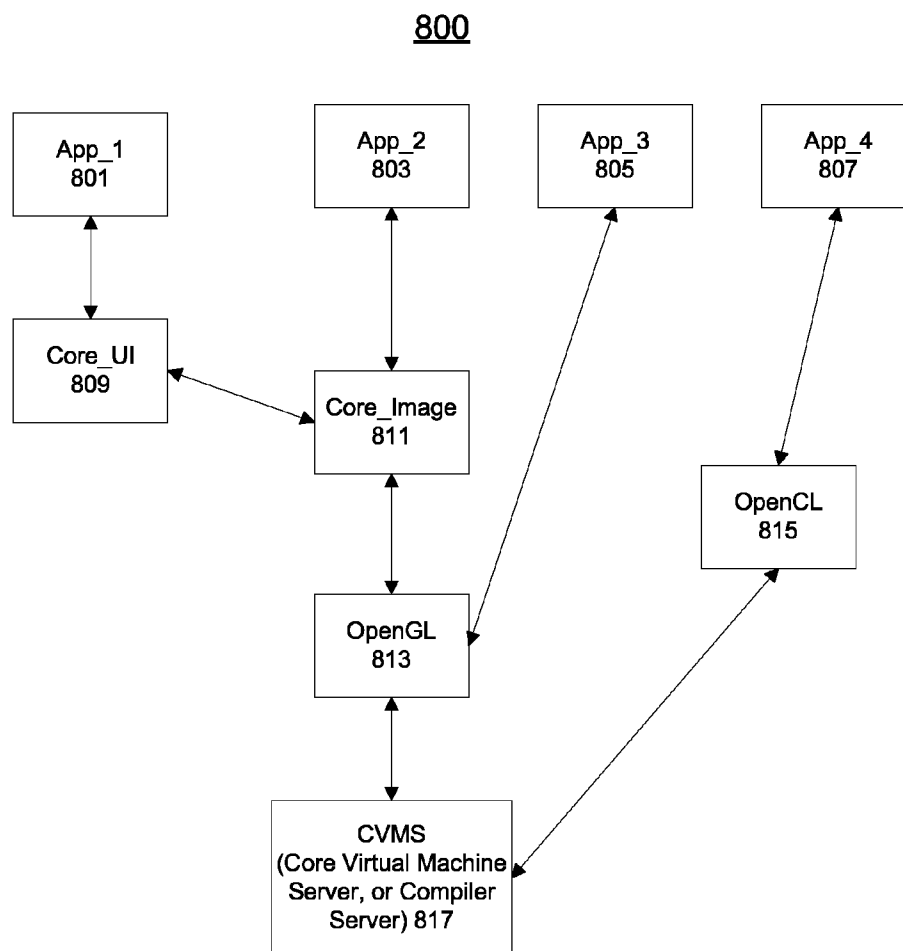 800
App_1
801
App_2
803
App_3
805
App_4
807
Core_UI
809
Core_Image
811
OpenCL
815
OpenGL
813
CVMS
(Core Virtual Machine
Server, or Compiler
Server) 817